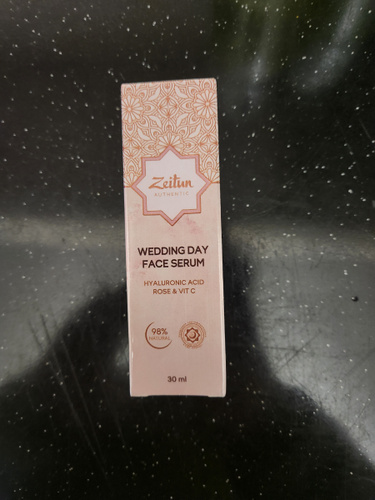 Zeitun
AUTHENTIC
WEDDING DAY
FACE SERUM
HYALURONIC ACID
ROSE & VIT C
98%
NATURAL
30 ml